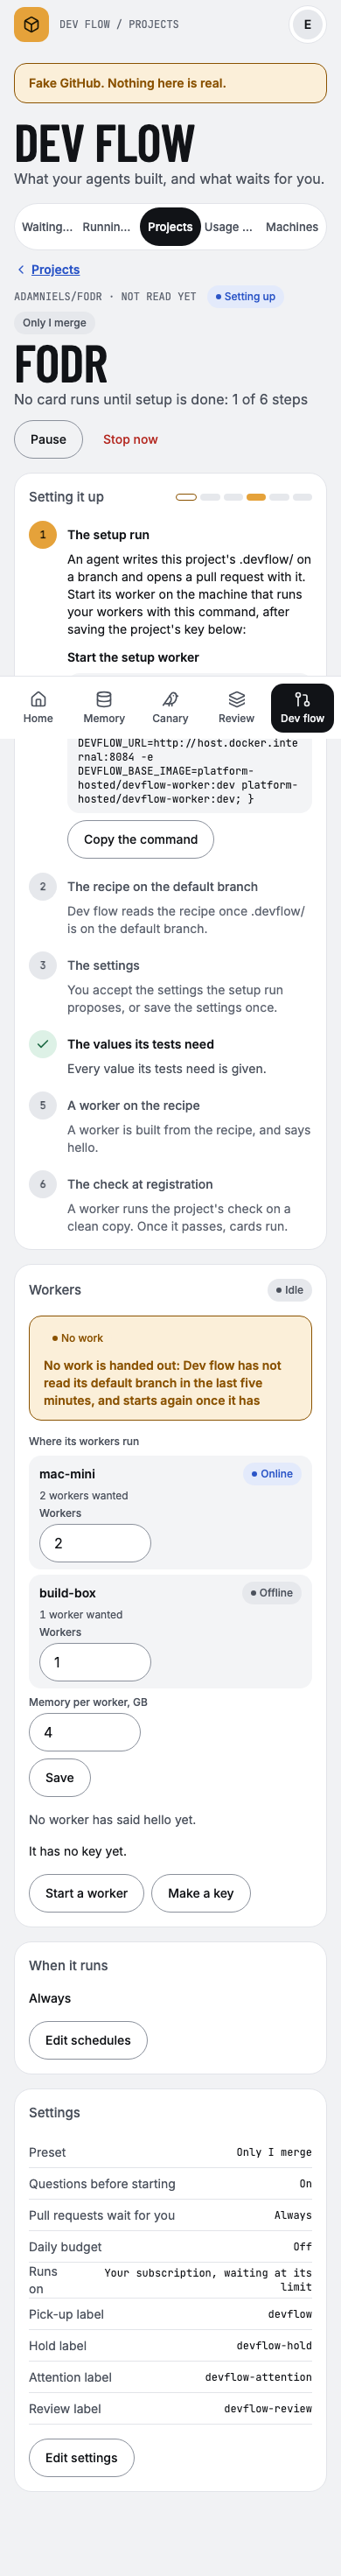 DEV FLOW / PROJECTS
E
Fake GitHub. Nothing here is real.
DEV FLOW
What your agents built, and what waits for you.
Waiting... Runnin... Projects Usage ... Machines
Projects
ADAMNIELS/FODR · NOT READ YET Setting up
Only I merge
FODR
No card runs until setup is done: 1 of 6 steps
Pause Stop now
Setting it up
1 The setup run
An agent writes this project's .devflow/ on
a branch and opens a pull request with it.
Start its worker on the machine that runs
your workers with this command, after
saving the project's key below:
Start the setup worker
Home Memory Canary Review Dev flow
DEVFLOW_URL=http://host.docker.inte
rnal:8084 -e
DEVFLOW_BASE_IMAGE=platform-
hosted/devflow-worker:dev platform-
hosted/devflow-worker:dev; }
Copy the command
2 The recipe on the default branch
Dev flow reads the recipe once .devflow/
is on the default branch.
3 The settings
You accept the settings the setup run
proposes, or save the settings once.
The values its tests need
Every value its tests need is given.
5 A worker on the recipe
A worker is built from the recipe, and says
hello.
6 The check at registration
A worker runs the project's check on a
clean copy. Once it passes, cards run.
Workers Idle
No work
No work is handed out: Dev flow has not
read its default branch in the last five
minutes, and starts again once it has
Where its workers run
mac-mini Online
2 workers wanted
Workers
2
build-box Offline
1 worker wanted
Workers
1
Memory per worker, GB
4
Save
No worker has said hello yet.
It has no key yet.
Start a worker Make a key
When it runs
Always
Edit schedules
Settings
Preset Only I merge
Questions before starting On
Pull requests wait for you Always
Daily budget Off
Runs on Your subscription, waiting at its limit
Pick-up label devflow
Hold label devflow-hold
Attention label devflow-attention
Review label devflow-review
Edit settings